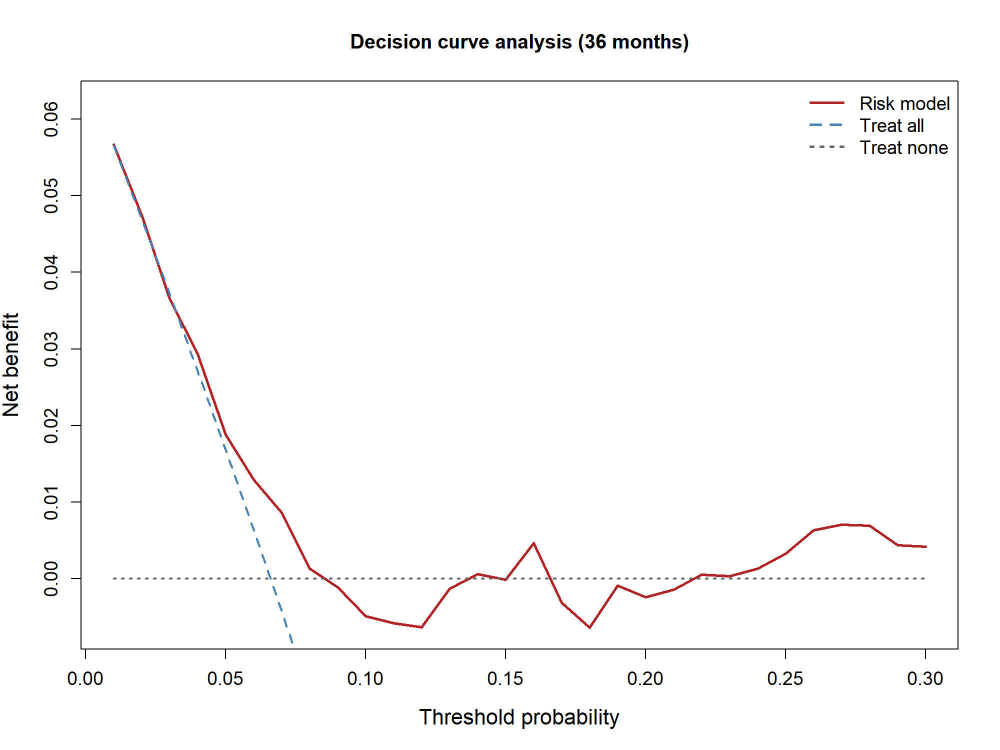 Decision curve analysis (36 months)
Risk model
Treat all
Treat none
Net benefit
0.06
0.05
0.04
0.03
0.02
0.01
0.00
0.00 0.05 0.10 0.15 0.20 0.25 0.30
Threshold probability